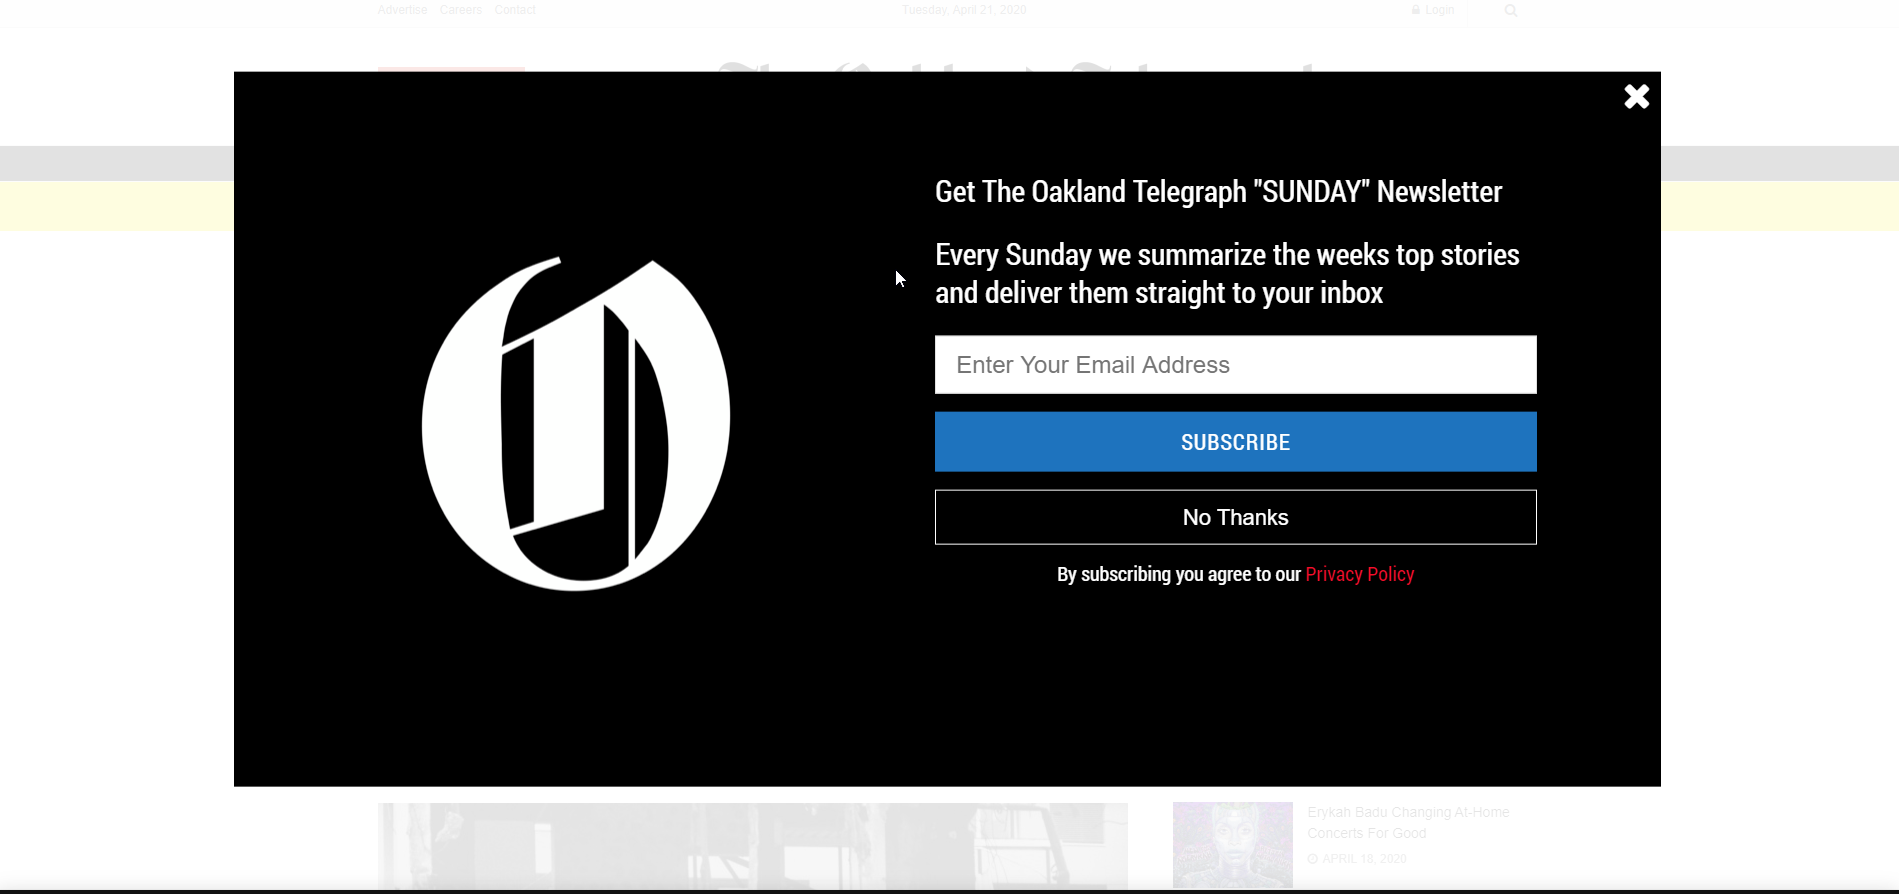 Advertise Careers Contact
Tuesday, April 21, 2020
Login
Get The Oakland Telegraph "SUNDAY" Newsletter
Every Sunday we summarize the weeks top stories
and deliver them straight to your inbox
Enter Your Email Address
SUBSCRIBE
No Thanks
By subscribing you agree to our Privacy Policy
Erykah Badu Changing At-Home
Concerts For Good
APRIL 18, 2020